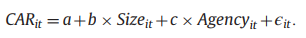 CAR_it = a + b × Size_it + c × Agency_it + ϵ_it.